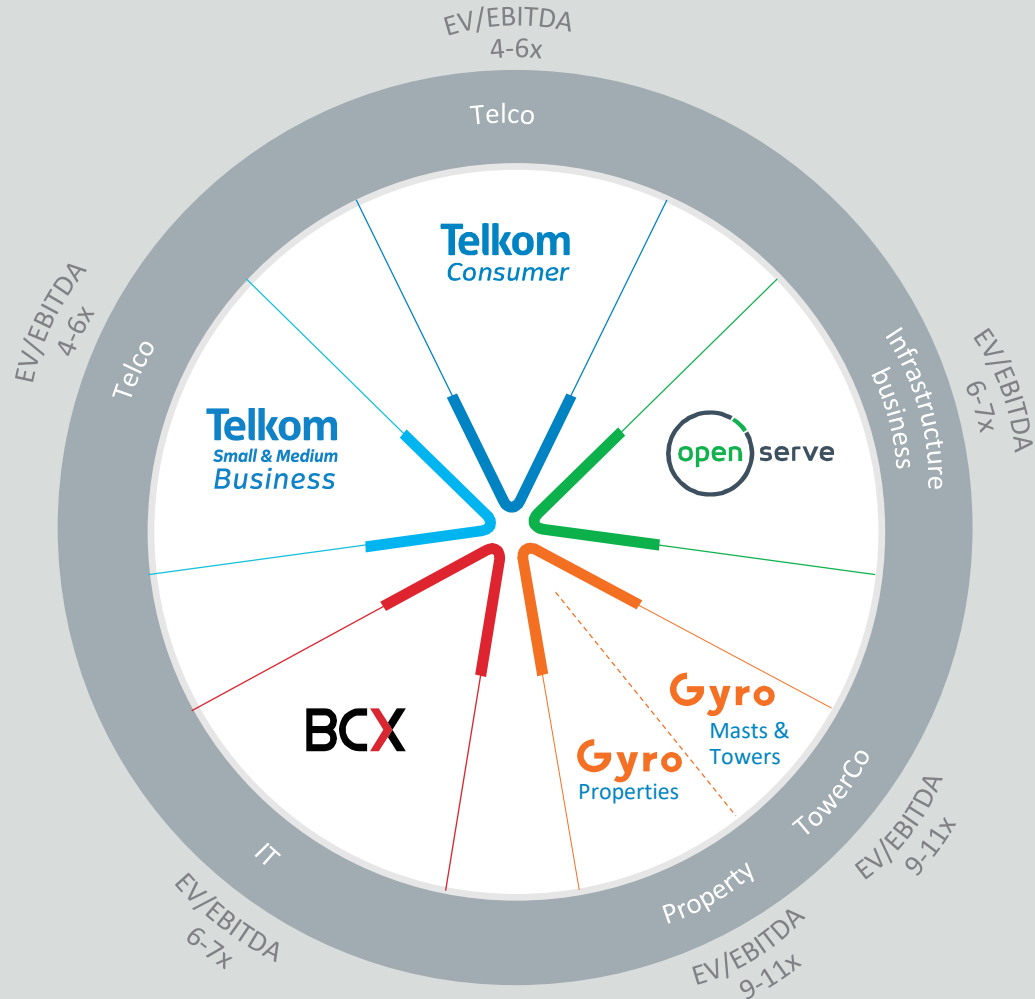 EV/EBITDA
4-6x
Telco
Telkom
Consumer
EV/EBITDA
4-6x
Telco
Telkom
Small & Medium
Business
Infrastructure
business
EV/EBITDA
6-7x
open serve
BCX
IT
EV/EBITDA
6-7x
Gyro
Masts &
Towers
TowerCo
EV/EBITDA
9-11x
Gyro
Properties
Property
EV/EBITDA
9-11x